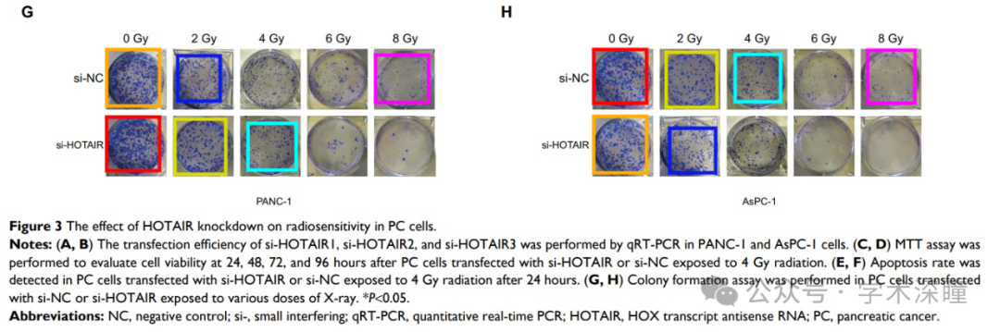 G
H
0 Gy 2 Gy 4 Gy 6 Gy 8 Gy
0 Gy 2 Gy 4 Gy 6 Gy 8 Gy
si-NC
si-NC
si-HOTAIR
si-HOTAIR
PANC-1
AsPC-1
Figure 3 The effect of HOTAIR knockdown on radiosensitivity in PC cells.
Notes: (A, B) The transfection efficiency of si-HOTAIR1, si-HOTAIR2, and si-HOTAIR3 was performed by qRT-PCR in PANC-1 and AsPC-1 cells. (C, D) MTT assay was
performed to evaluate cell viability at 24, 48, 72, and 96 hours after PC cells transfected with si-HOTAIR or si-NC exposed to 4 Gy radiation. (E, F) Apoptosis rate was
detected in PC cells transfected with si-HOTAIR or si-NC exposed to 4 Gy radiation after 24 hours. (G, H) Colony formation assay was performed in PC cells transfected
with si-NC or si-HOTAIR exposed to various doses of X-ray. *P<0.05.
公众号 · 学术深瞳
Abbreviations: NC, negative control; si-, small interfering; qRT-PCR, quantitative real-time PCR; HOTAIR, HOX transcript antisense RNA; PC, pancreatic cancer.